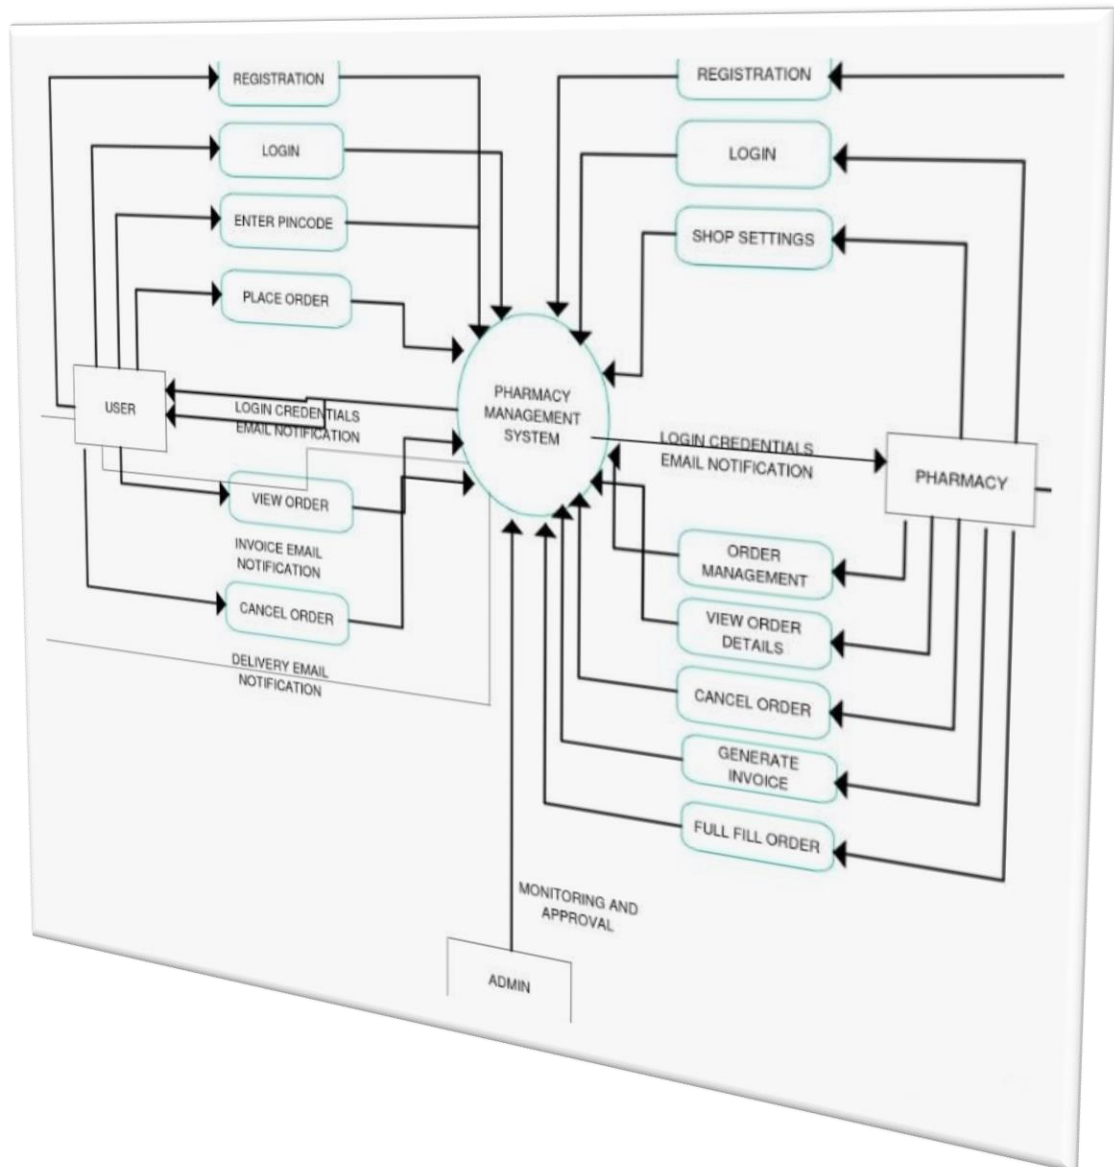 REGISTRATION
LOGIN
ENTER PINCODE
PLACE ORDER
USER
LOGIN CREDENTIALS
EMAIL NOTIFICATION
VIEW ORDER
INVOICE EMAIL
NOTIFICATION
CANCEL ORDER
DELIVERY EMAIL
NOTIFICATION
PHARMACY
MANAGEMENT
SYSTEM
MONITORING AND
APPROVAL
ADMIN
REGISTRATION
LOGIN
SHOP SETTINGS
LOGIN CREDENTIALS
EMAIL NOTIFICATION
PHARMACY
ORDER
MANAGEMENT
VIEW ORDER
DETAILS
CANCEL ORDER
GENERATE
INVOICE
FULL FILL ORDER